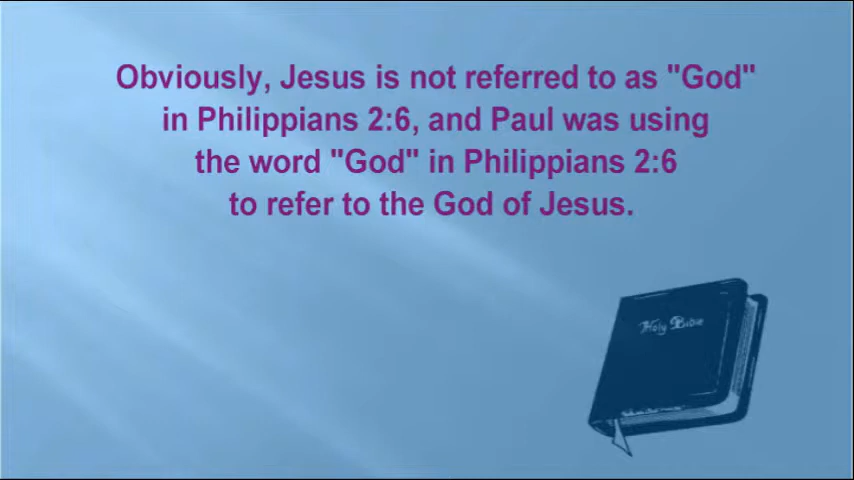 Obviously, Jesus is not referred to as "God"
in Philippians 2:6, and Paul was using
the word "God" in Philippians 2:6
to refer to the God of Jesus.
Holy Bible